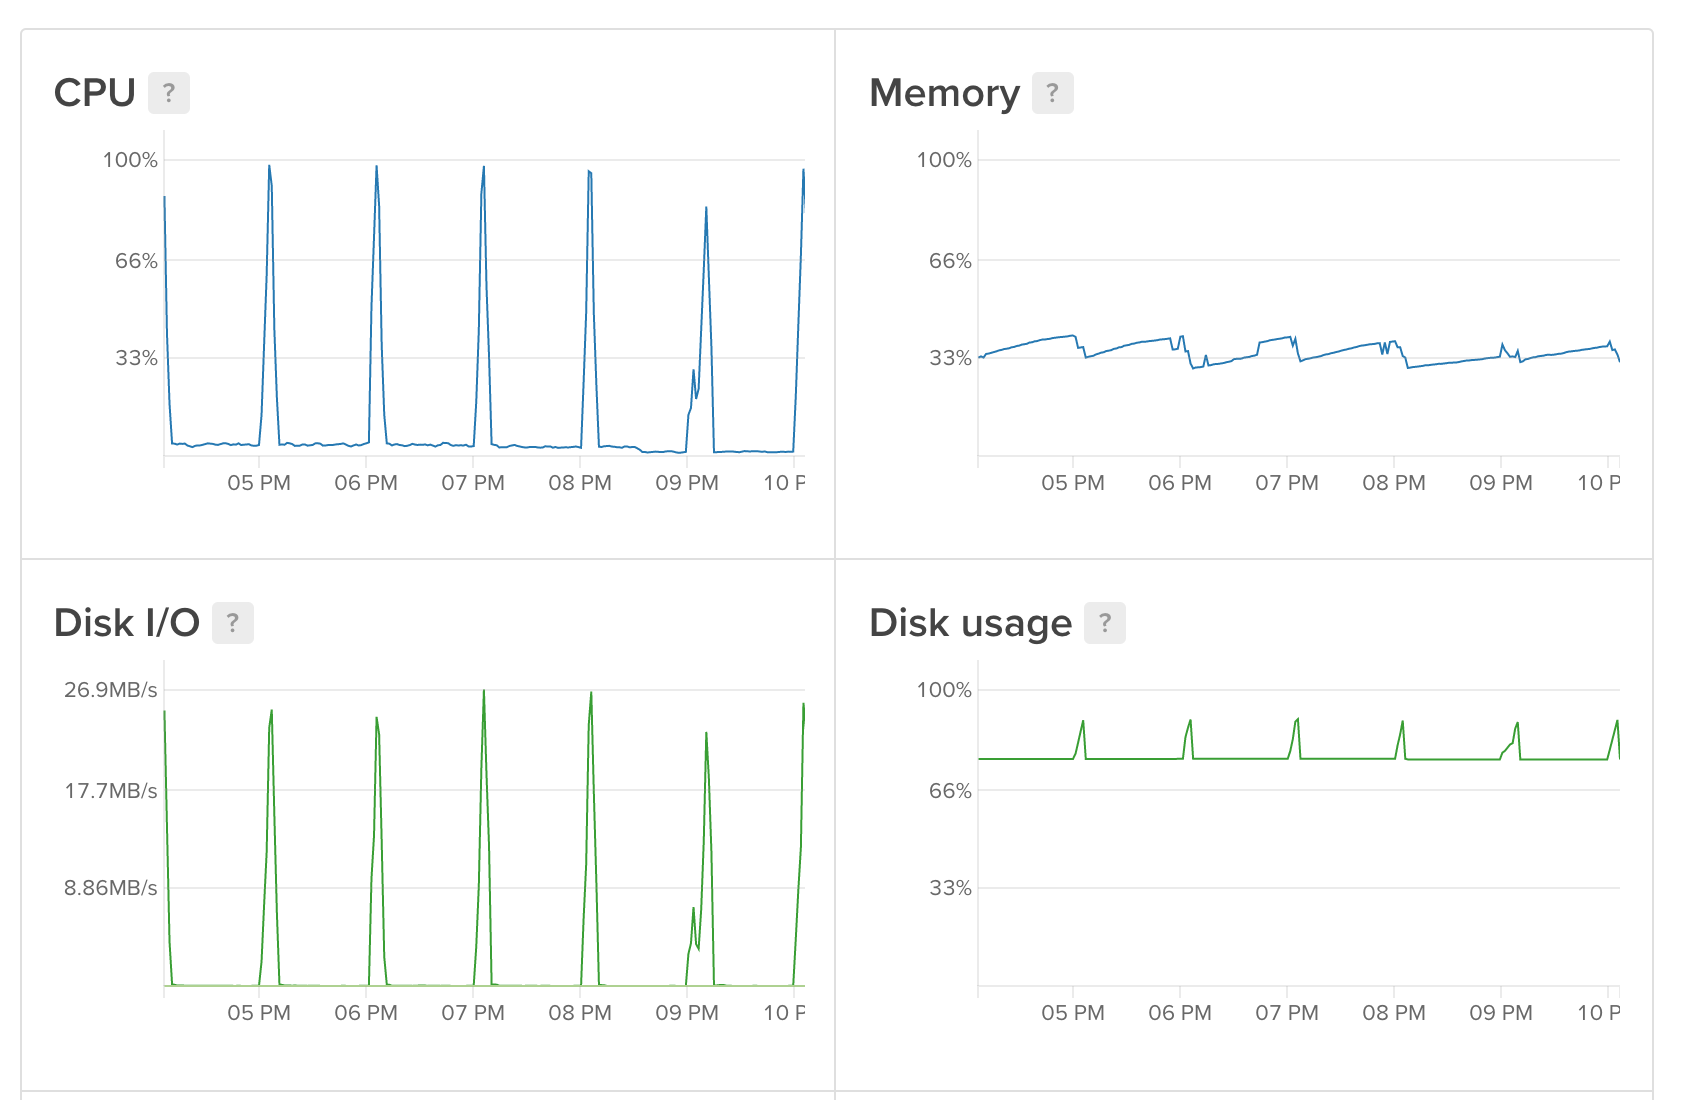 CPU ?
100%
66%
33%
05 PM 06 PM 07 PM 08 PM 09 PM 10 P
Memory ?
100%
66%
33%
05 PM 06 PM 07 PM 08 PM 09 PM 10 P
Disk I/O ?
26.9MB/s
17.7MB/s
8.86MB/s
05 PM 06 PM 07 PM 08 PM 09 PM 10 P
Disk usage ?
100%
66%
33%
05 PM 06 PM 07 PM 08 PM 09 PM 10 P